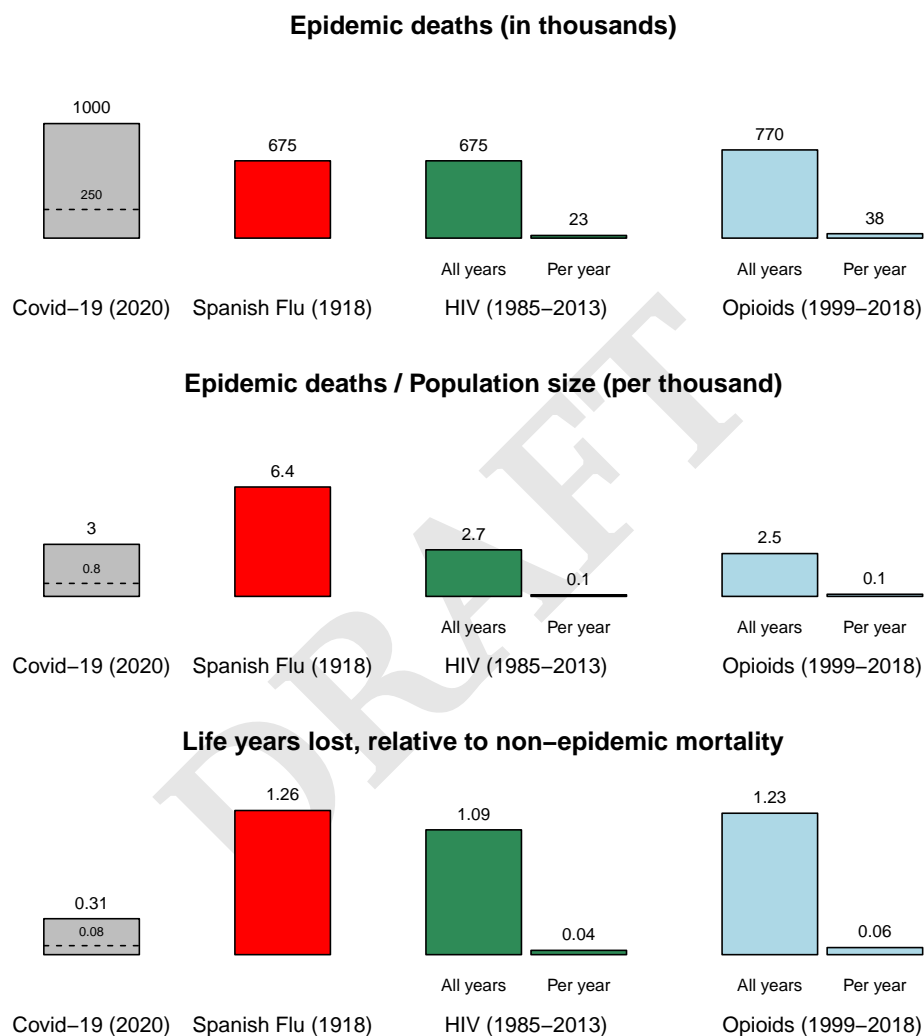 Epidemic deaths (in thousands)
1000
250
675
675
23
770
38
All years Per year All years Per year
Covid−19 (2020) Spanish Flu (1918) HIV (1985−2013) Opioids (1999−2018)
Epidemic deaths / Population size (per thousand)
3
0.8
6.4
2.7
0.1
2.5
0.1
All years Per year All years Per year
Covid−19 (2020) Spanish Flu (1918) HIV (1985−2013) Opioids (1999−2018)
Life years lost, relative to non−epidemic mortality
0.31
0.08
1.26
1.09
0.04
1.23
0.06
All years Per year All years Per year
Covid−19 (2020) Spanish Flu (1918) HIV (1985−2013) Opioids (1999−2018)
DRAFT